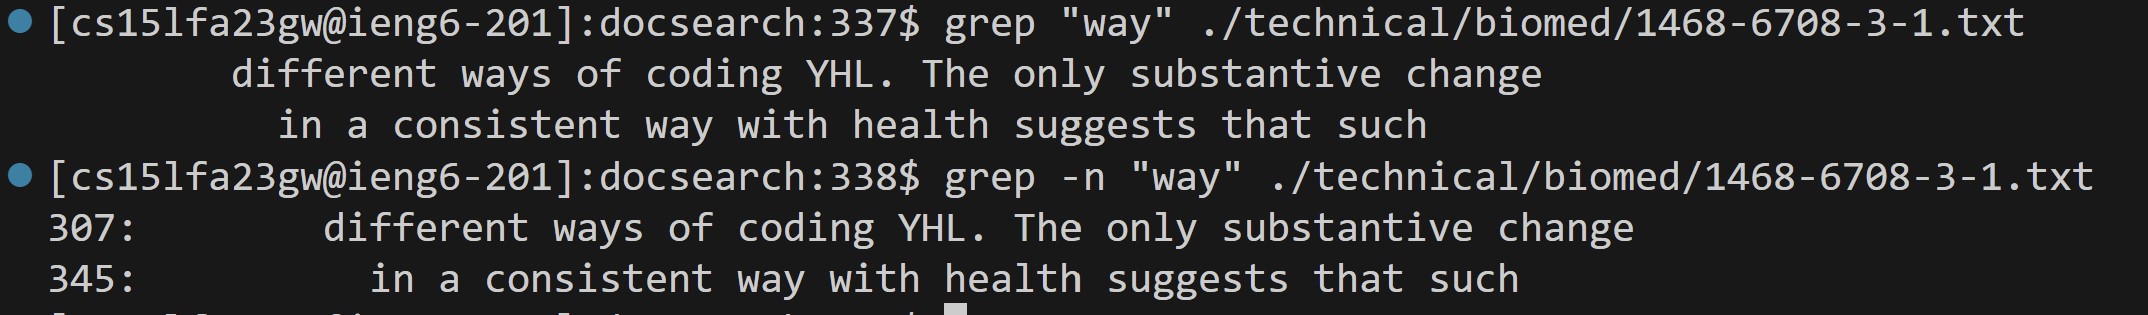 [cs15lfa23gw@ieng6-201]:docsearch:337$ grep "way" ./technical/biomed/1468-6708-3-1.txt
different ways of coding YHL. The only substantive change
in a consistent way with health suggests that such
[cs15lfa23gw@ieng6-201]:docsearch:338$ grep -n "way" ./technical/biomed/1468-6708-3-1.txt
307:        different ways of coding YHL. The only substantive change
345:          in a consistent way with health suggests that such